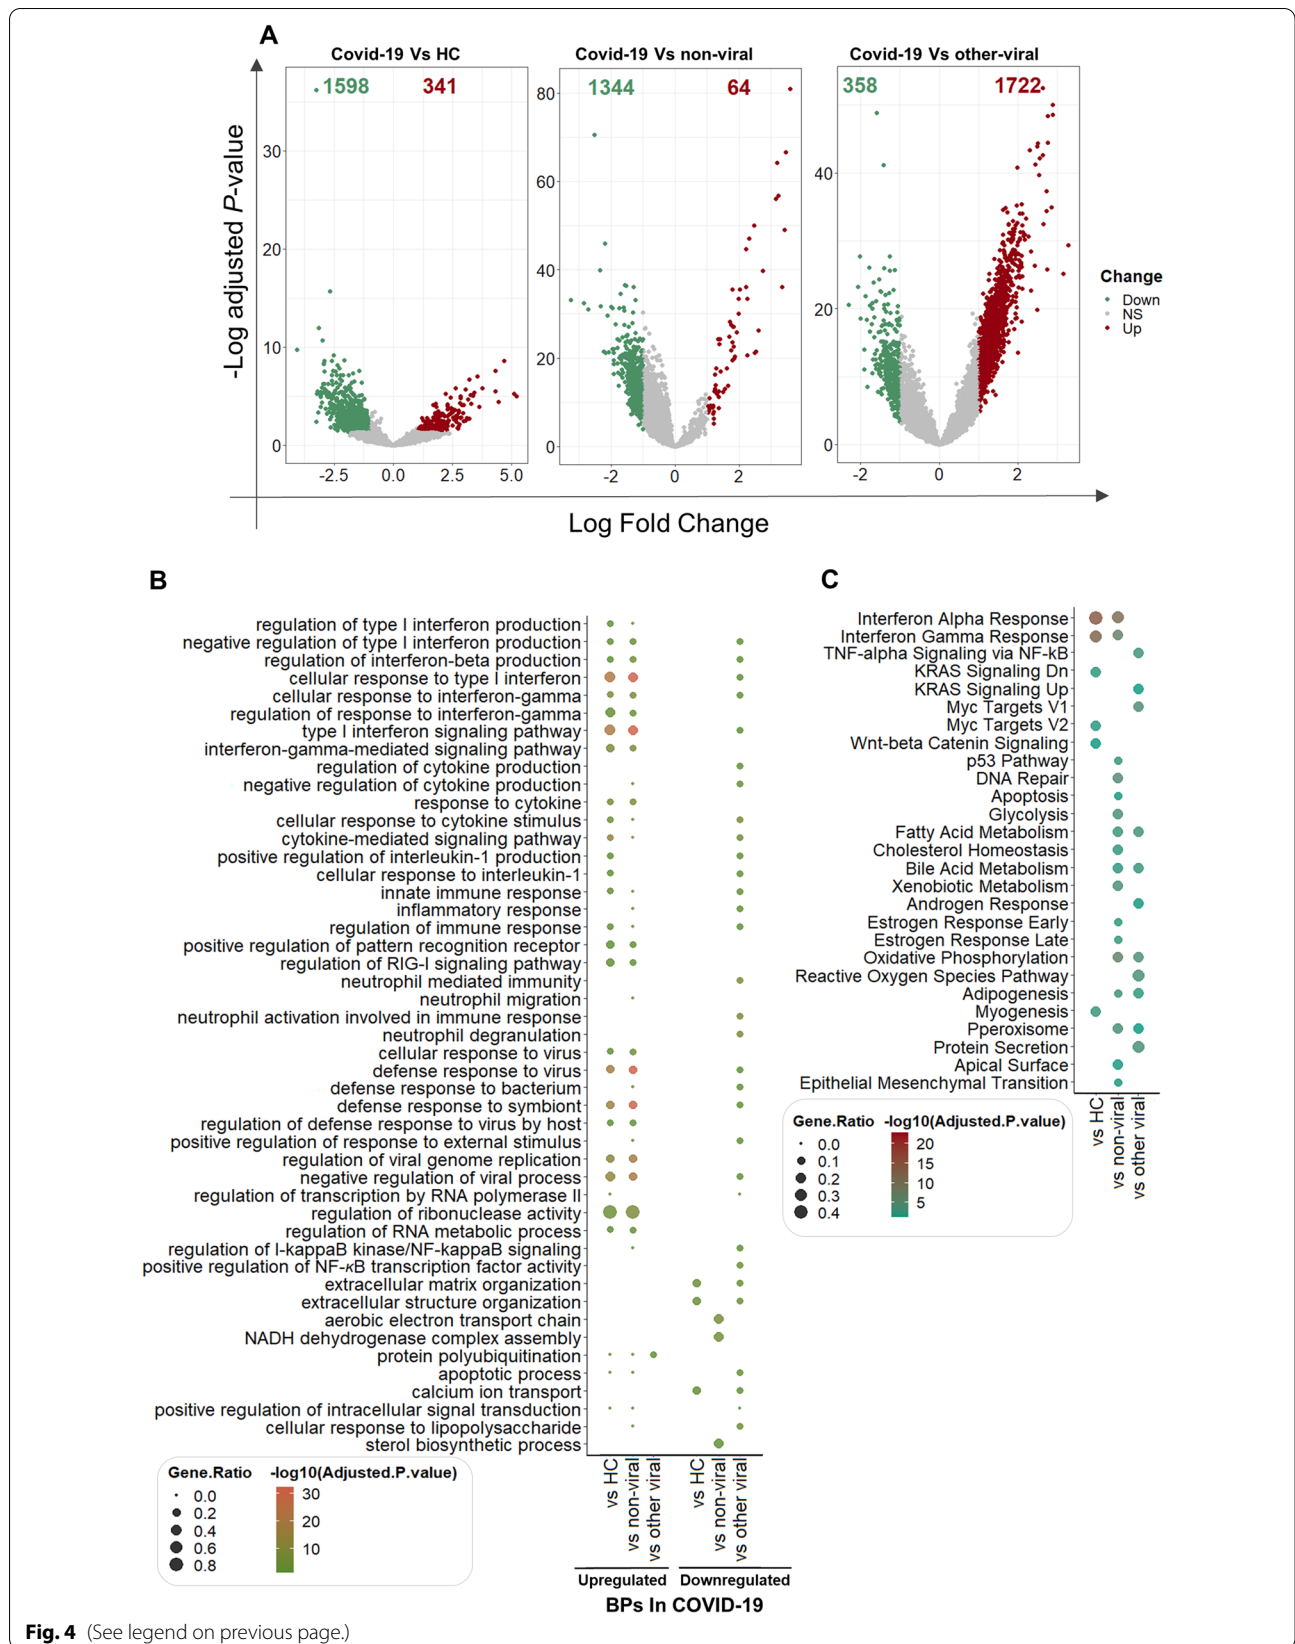 A
Covid-19 Vs HC
Covid-19 Vs non-viral
Covid-19 Vs other-viral
1598 341
1344 64
358 1722
-Log adjusted P-value
30
20
10
0
80
60
40
20
0
40
20
0
-2.5 0.0 2.5 5.0
-2 0 2
-2 0 2
Log Fold Change
Change
Down
NS
Up
B
regulation of type I interferon production
negative regulation of type I interferon production
regulation of interferon-beta production
cellular response to type I interferon
cellular response to interferon-gamma
regulation of response to interferon-gamma
type I interferon signaling pathway
interferon-gamma-mediated signaling pathway
regulation of cytokine production
negative regulation of cytokine production
response to cytokine
cellular response to cytokine stimulus
cytokine-mediated signaling pathway
positive regulation of interleukin-1 production
cellular response to interleukin-1
innate immune response
inflammatory response
regulation of immune response
positive regulation of pattern recognition receptor
regulation of RIG-I signaling pathway
neutrophil mediated immunity
neutrophil migration
neutrophil activation involved in immune response
neutrophil degranulation
cellular response to virus
defense response to virus
defense response to bacterium
defense response to symbiont
regulation of defense response to virus by host
positive regulation of response to external stimulus
regulation of viral genome replication
negative regulation of viral process
regulation of transcription by RNA polymerase II
regulation of ribonuclease activity
regulation of RNA metabolic process
regulation of I-kappaB kinase/NF-kappaB signaling
positive regulation of NF-κB transcription factor activity
extracellular matrix organization
extracellular structure organization
aerobic electron transport chain
NADH dehydrogenase complex assembly
protein polyubiquitination
apoptotic process
calcium ion transport
positive regulation of intracellular signal transduction
cellular response to lipopolysaccharide
sterol biosynthetic process
Gene.Ratio
0.0
0.2
0.4
0.6
0.8
-log10(Adjusted.P.value)
30
20
10
vs HC
vs non-viral
vs other viral
vs HC
vs non-viral
vs other viral
Upregulated
Downregulated
BPs In COVID-19
C
Interferon Alpha Response
Interferon Gamma Response
TNF-alpha Signaling via NF-kB
KRAS Signaling Dn
KRAS Signaling Up
Myc Targets V1
Myc Targets V2
Wnt-beta Catenin Signaling
p53 Pathway
DNA Repair
Apoptosis
Glycolysis
Fatty Acid Metabolism
Cholesterol Homeostasis
Bile Acid Metabolism
Xenobiotic Metabolism
Androgen Response
Estrogen Response Early
Estrogen Response Late
Oxidative Phosphorylation
Reactive Oxygen Species Pathway
Adipogenesis
Myogenesis
Pperoxisome
Protein Secretion
Apical Surface
Epithelial Mesenchymal Transition
Gene.Ratio
0.0
0.1
0.2
0.3
0.4
-log10(Adjusted.P.value)
20
15
10
5
vs HC
vs non-viral
vs other viral
Fig. 4 (See legend on previous page.)